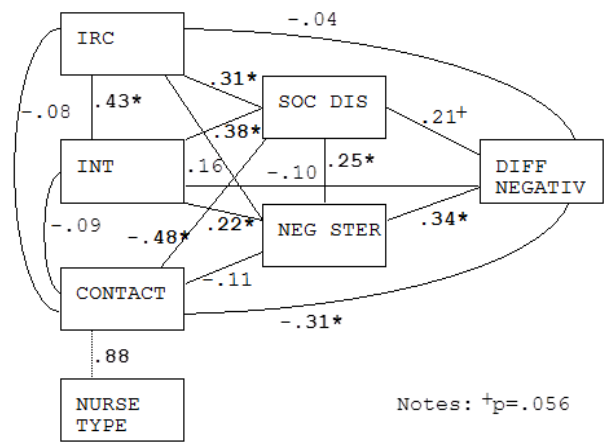 -.04
IRC
.31*
-.08
.43*
SOC DIS
.21+
.38*
INT
.16
-.10
.25*
DIFF
NEGATIV
-.09
-.48*
.22*
NEG STER
.34*
CONTACT
-.11
-.31*
.88
NURSE
TYPE
Notes: +p=.056